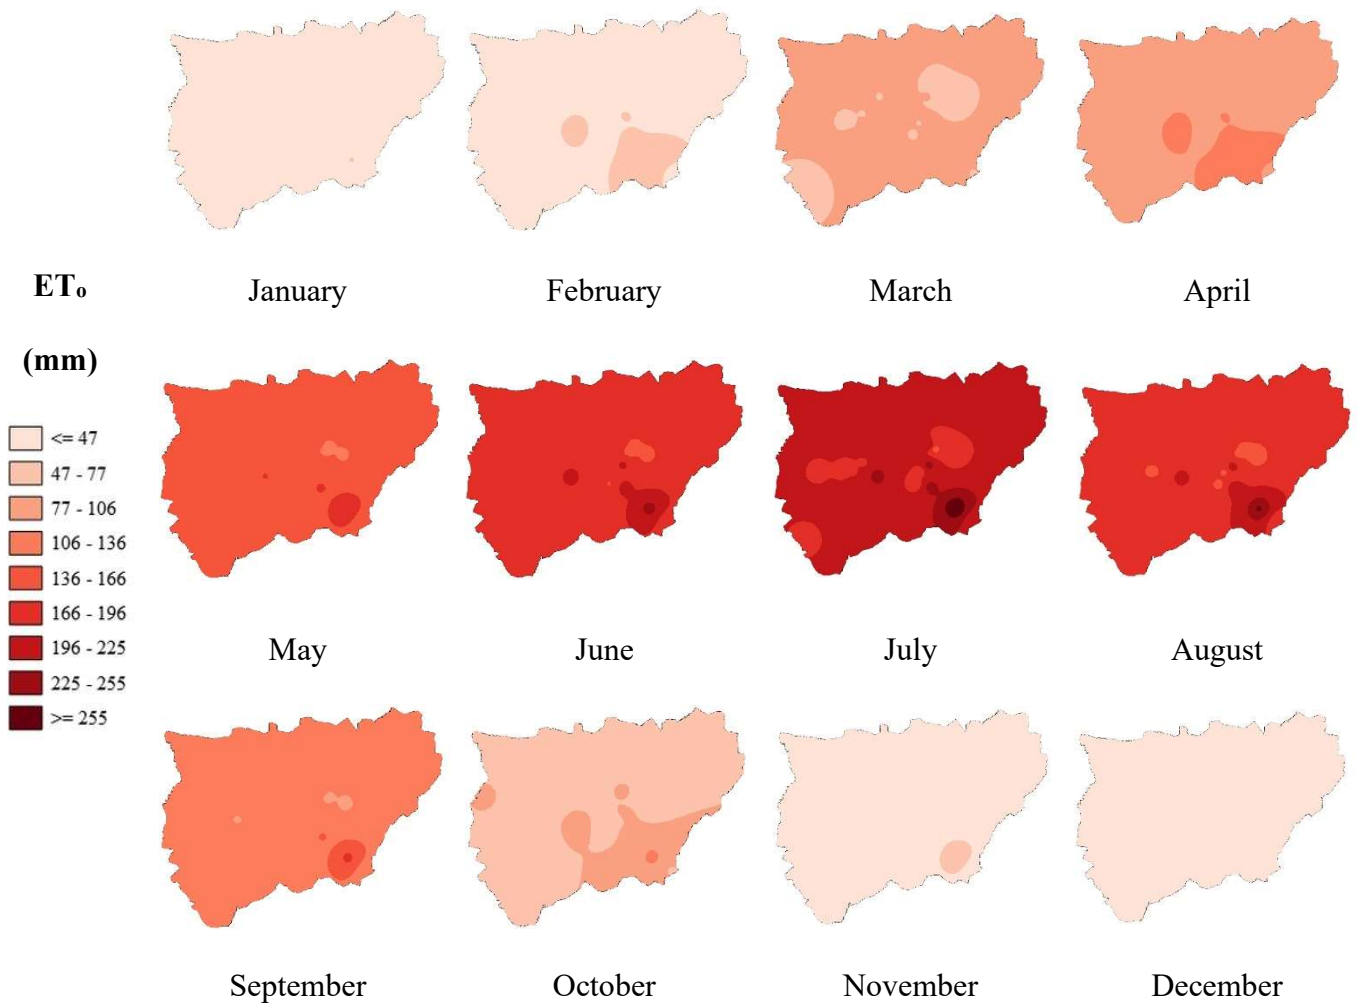 January February March April
ETₒ
(mm)
<= 47
47 - 77
77 - 106
106 - 136
136 - 166
166 - 196
196 - 225
225 - 255
>= 255
May June July August
September October November December